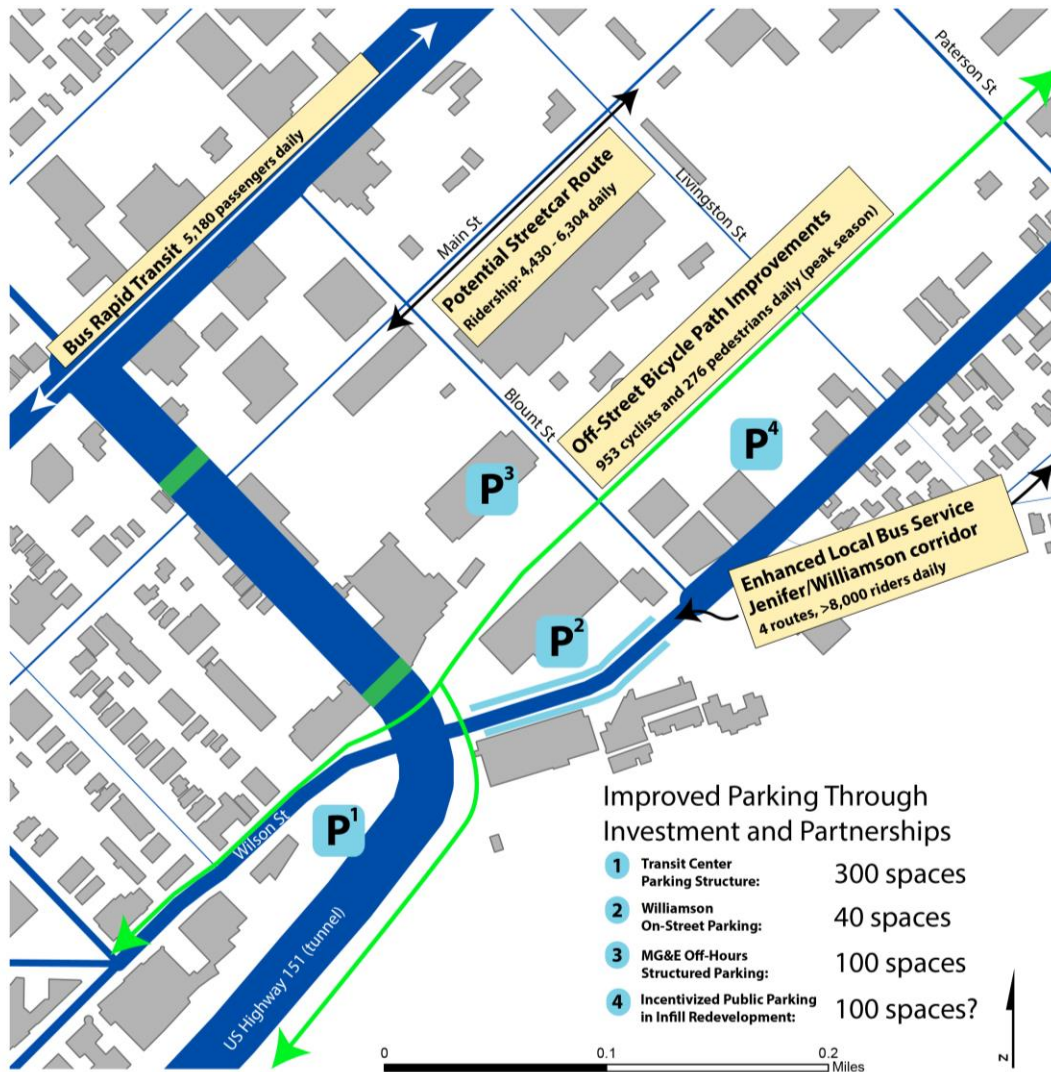 Paterson St
Bus Rapid Transit 5,180 passengers daily
Main St
Potential Streetcar Route
Ridership: 4,430 - 6,304 daily
Livingston St
Off-Street Bicycle Path Improvements
953 cyclists and 276 pedestrians daily (peak season)
Blount St
P4
P3
Enhanced Local Bus Service
Jenifer/Williamson corridor
4 routes, >8,000 riders daily
P2
P1
Wilson St
US Highway 151 (tunnel)
Improved Parking Through
Investment and Partnerships
1 Transit Center
Parking Structure: 300 spaces
2 Williamson
On-Street Parking: 40 spaces
3 MG&E Off-Hours
Structured Parking: 100 spaces
4 Incentivized Public Parking
in Infill Redevelopment: 100 spaces?
0 0.1 0.2
Miles
N